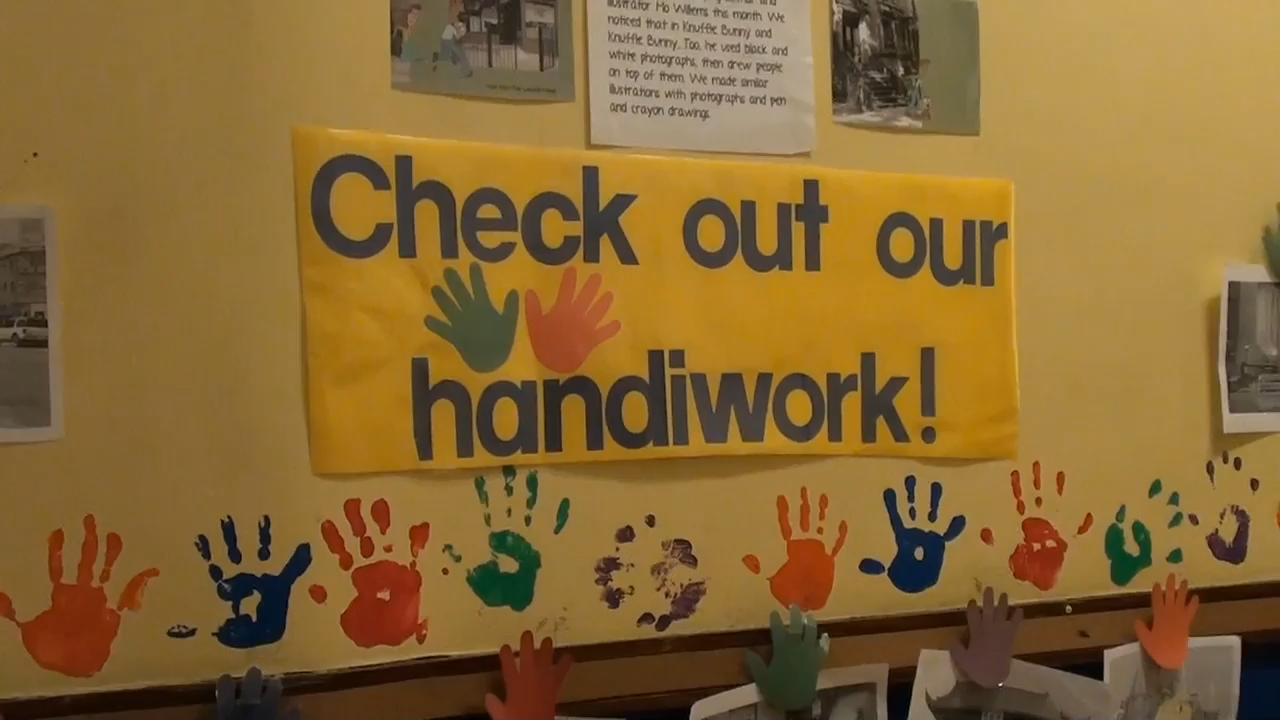 illustrator Mo Willems this month. We
noticed that in Knuffle Bunny and
Knuffle Bunny, Too, he used black and
white photographs, then drew people
on top of them. We made similar
illustrations with photographs and pen
and crayon drawings.
Check out our
handiwork!